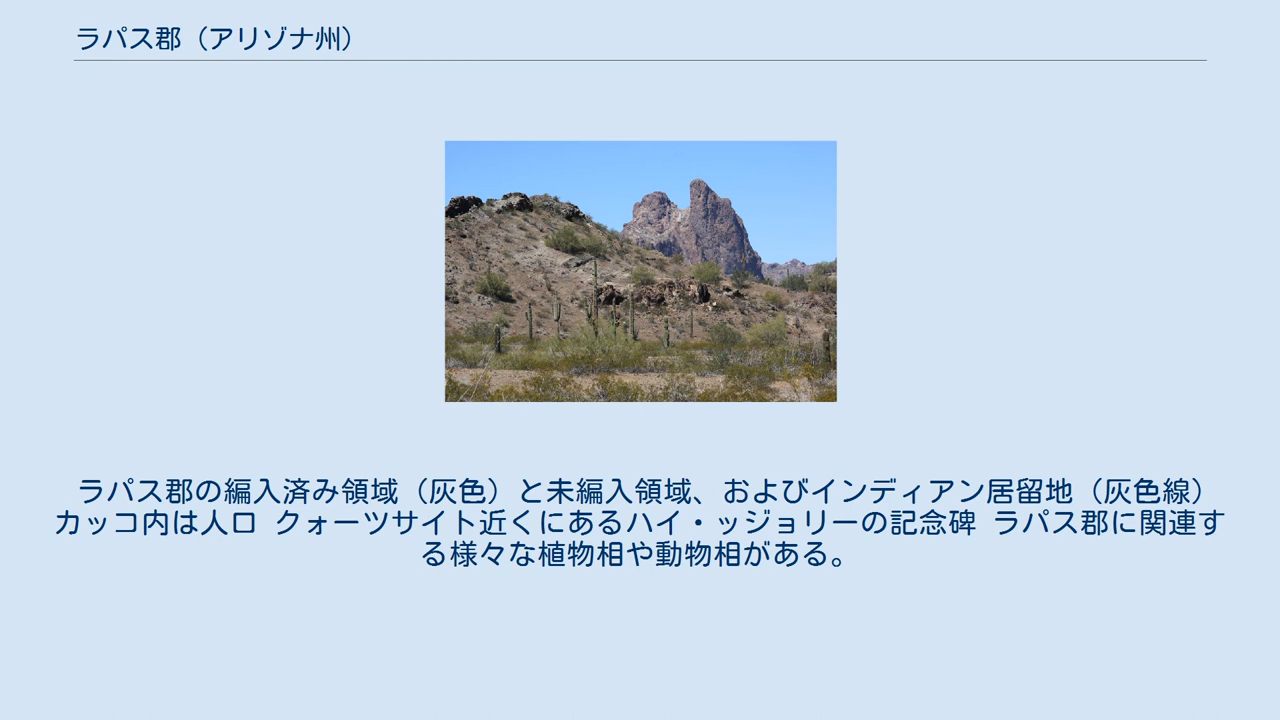 ラパス郡（アリゾナ州）
ラパス郡の編入済み領域（灰色）と未編入領域、およびインディアン居留地（灰色線）
カッコ内は人口 クォーツサイト近くにあるハイ・ッジョリーの記念碑 ラパス郡に関連す
る様々な植物相や動物相がある。